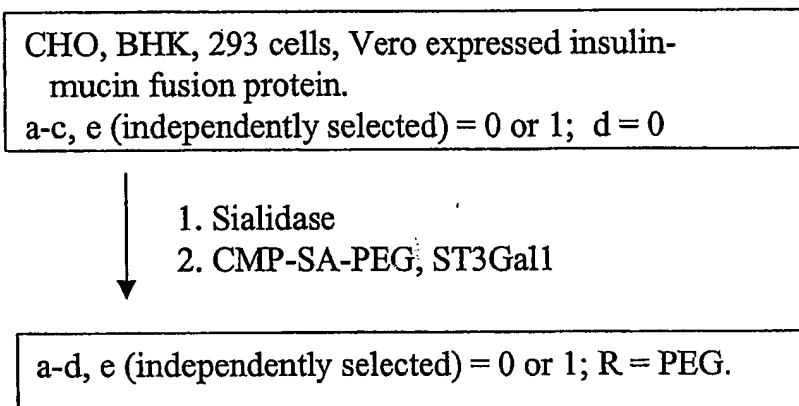 CHO, BHK, 293 cells, Vero expressed insulin-
mucin fusion protein.
a-c, e (independently selected) = 0 or 1; d = 0
1. Sialidase
2. CMP-SA-PEG, ST3Gal1
a-d, e (independently selected) = 0 or 1; R = PEG.